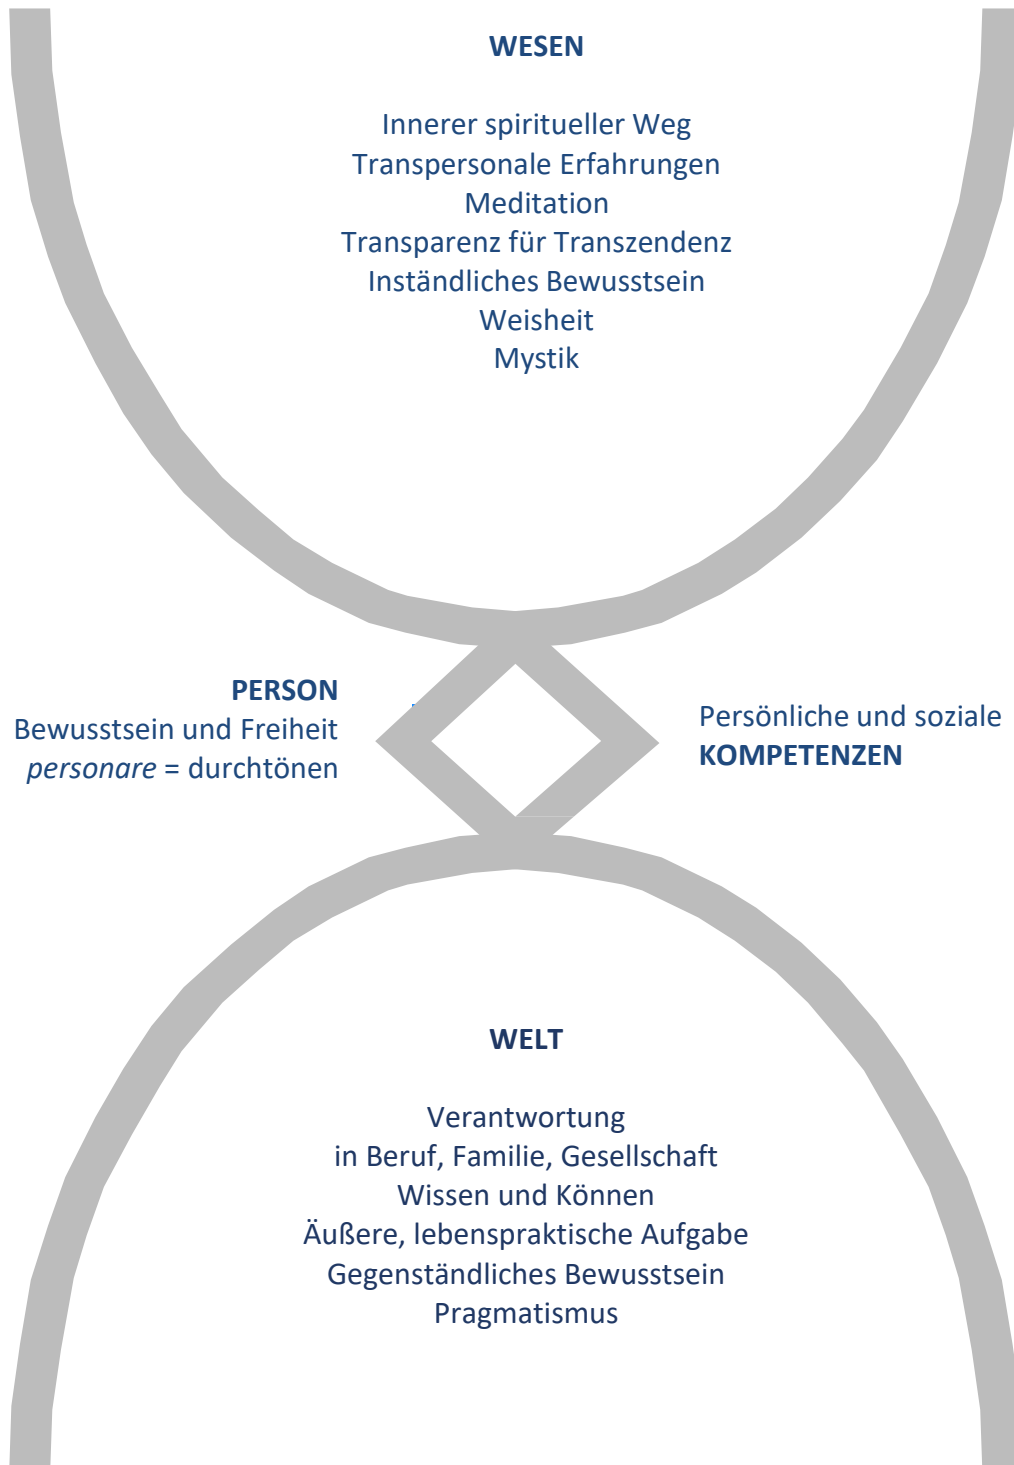 WESEN
Innerer spiritueller Weg
Transpersonale Erfahrungen
Meditation
Transparenz für Transzendenz
Inständliches Bewusstsein
Weisheit
Mystik
PERSON
Bewusstsein und Freiheit
personare = durchtönen
Persönliche und soziale
KOMPETENZEN
WELT
Verantwortung
in Beruf, Familie, Gesellschaft
Wissen und Können
Äußere, lebenspraktische Aufgabe
Gegenständliches Bewusstsein
Pragmatismus